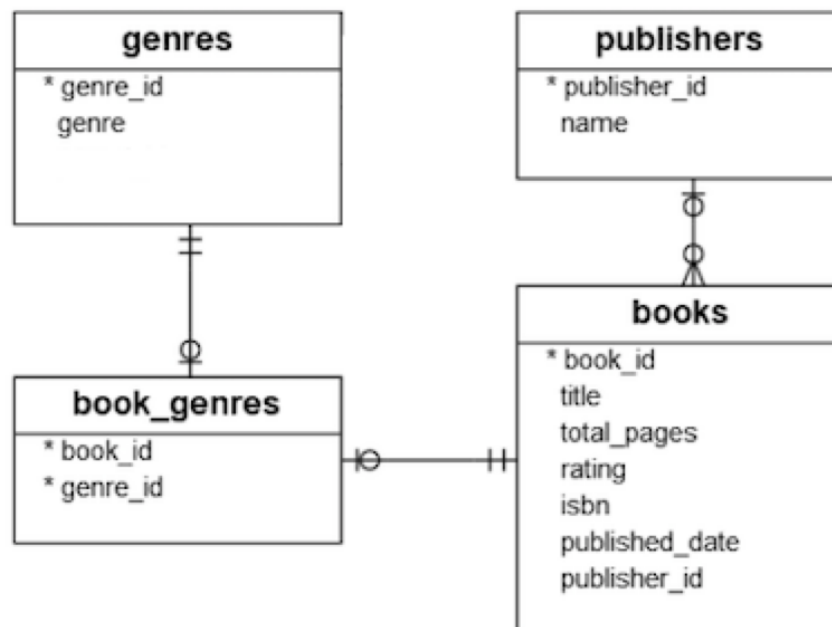 genres
* genre_id
genre
publishers
* publisher_id
name
book_genres
* book_id
* genre_id
books
* book_id
title
total_pages
rating
isbn
published_date
publisher_id